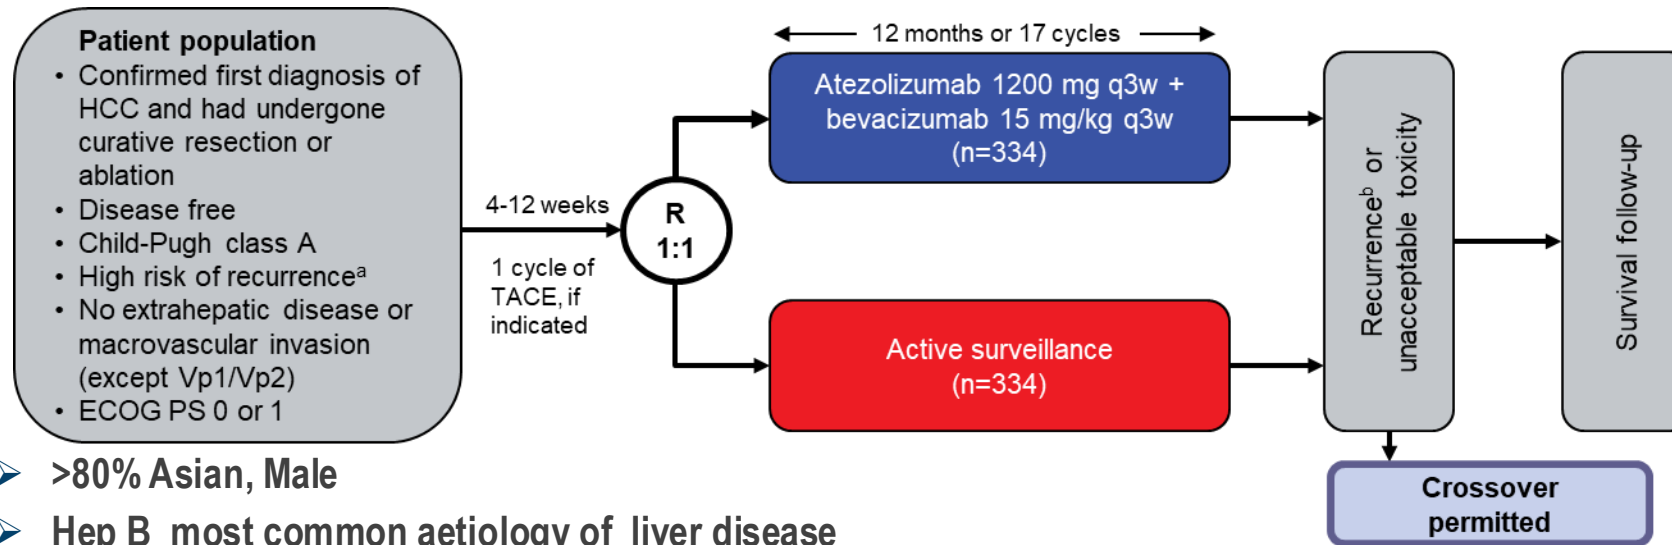 Patient population
• Confirmed first diagnosis of
HCC and had undergone
curative resection or
ablation
• Disease free
• Child-Pugh class A
• High risk of recurrenceᵃ
• No extrahepatic disease or
macrovascular invasion
(except Vp1/Vp2)
• ECOG PS 0 or 1
4-12 weeks
1 cycle of
TACE, if
indicated
R
1:1
12 months or 17 cycles
Atezolizumab 1200 mg q3w +
bevacizumab 15 mg/kg q3w
(n=334)
Active surveillance
(n=334)
Recurrenceᵇ or
unacceptable toxicity
Survival follow-up
Crossover
permitted
➢ >80% Asian, Male
➢ Hep B most common aetiology of liver disease